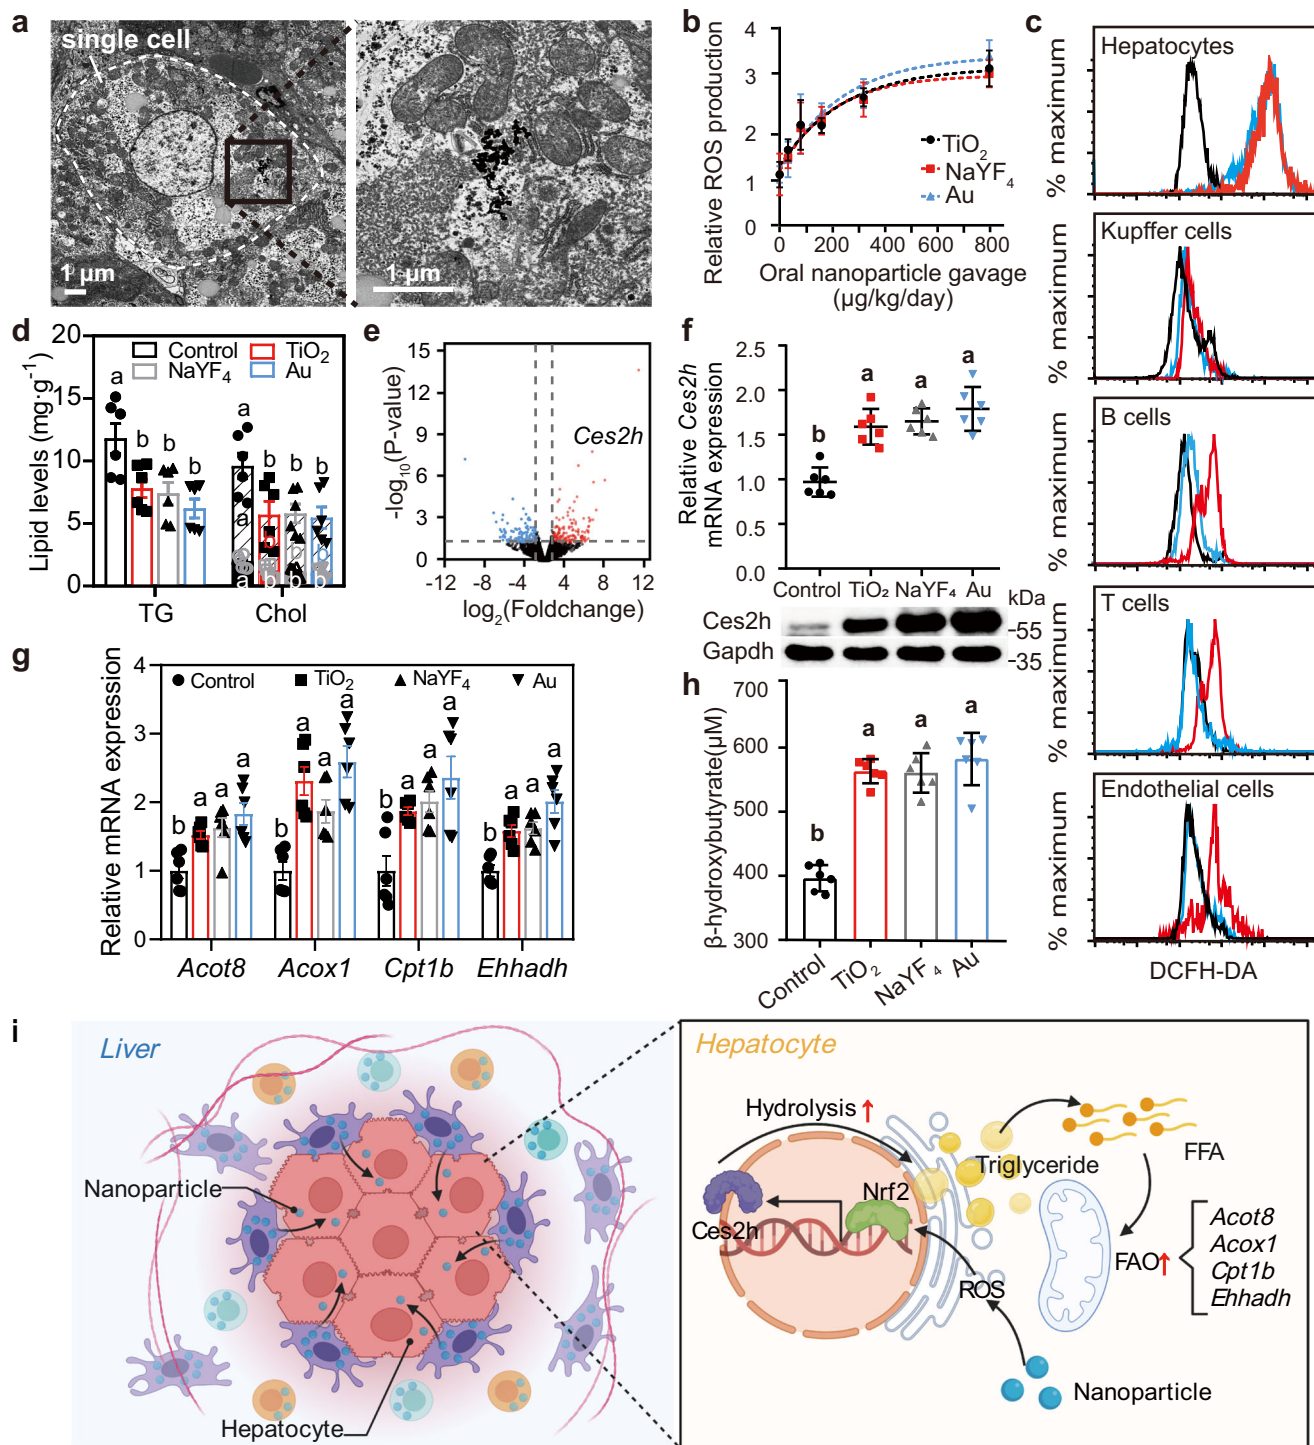 a
single cell
1 μm
1 μm
b
Relative ROS production
4
3
2
1
0
TiO₂
NaYF₄
Au
0
200
400
600
800
Oral nanoparticle gavage
(μg/kg/day)
c
Hepatocytes
% maximum
Kupffer cells
% maximum
B cells
% maximum
T cells
% maximum
Endothelial cells
% maximum
DCFH-DA
d
Lipid levels (mg·g⁻¹)
20
15
10
5
0
Control
TiO₂
NaYF₄
Au
a
b
b
b
a
b
b
b
a
a
b
b
b
TG
Chol
e
-log₁₀(P-value)
15
12
9
6
3
0
Ces2h
-12
-8
-4
0
4
8
12
log₂(Foldchange)
f
Relative Ces2h
mRNA expression
2.5
2.0
1.5
1.0
0.5
0.0
b
a
a
a
Control
TiO₂
NaYF₄
Au
kDa
Ces2h
-55
Gapdh
-35
g
Relative mRNA expression
4
3
2
1
0
Control
TiO₂
NaYF₄
Au
b
a
a
a
b
a
a
a
b
a
a
a
b
a
a
a
Acot8
Acox1
Cpt1b
Ehhadh
h
β-hydroxybutrate(μM)
700
600
500
400
300
b
a
a
a
Control
TiO₂
NaYF₄
Au
i
Liver
Nanoparticle
Hepatocyte
Hepatocyte
Hydrolysis
Triglyceride
FFA
Nrf2
Ces2h
ROS
FAO
Acot8
Acox1
Cpt1b
Ehhadh
Nanoparticle